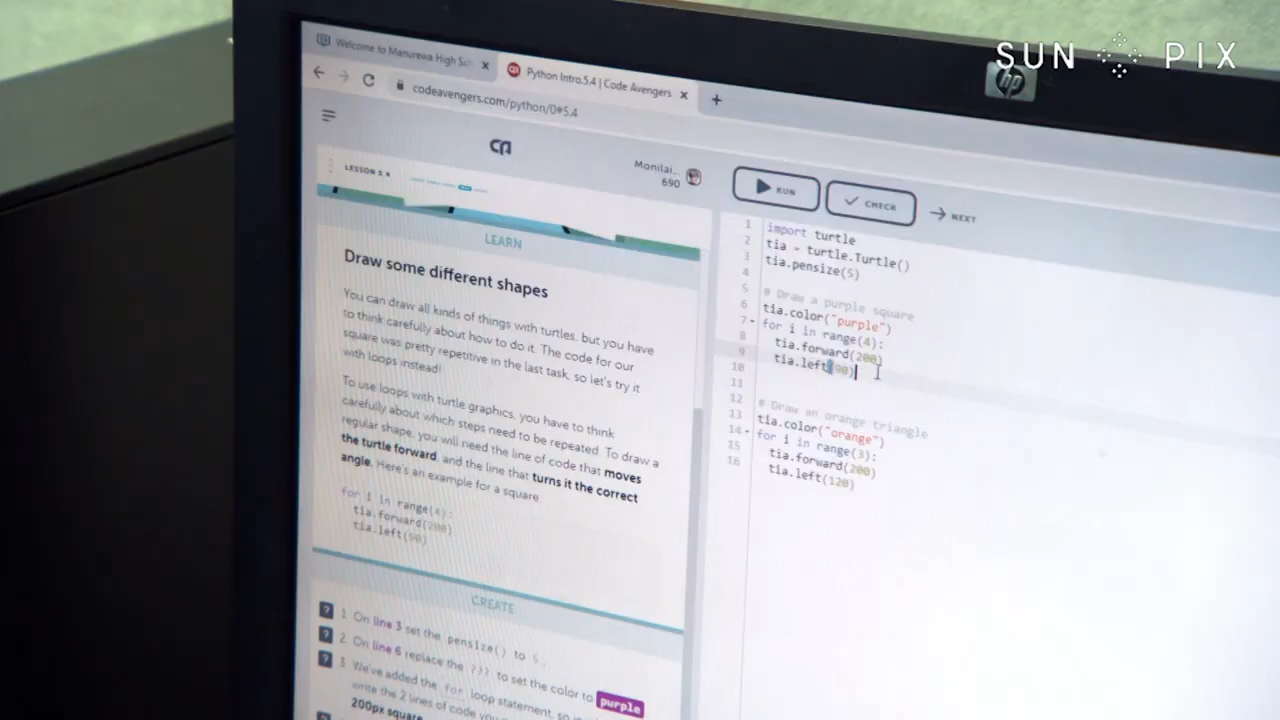 SUN PIX
hp
Welcome to Manurewa High Sc
Python Intro.5.4 | Code Avengers
codeavengers.com/python/0#5.4
Monilai...
690
LESSON 5.4
RUN
CHECK
NEXT
LEARN
Draw some different shapes
You can draw all kinds of things with turtles, but you have
to think carefully about how to do it. The code for our
square was pretty repetitive in the last task, so let's try it
with loops instead!
To use loops with turtle graphics, you have to think
carefully about which steps need to be repeated. To draw a
regular shape, you will need the line of code that moves
the turtle forward, and the line that turns it the correct
angle. Here's an example for a square.
for i in range(4):
tia.forward(200)
tia.left(90)
CREATE
1. On line 3 set the pensize() to 5.
2. On line 6 replace the ??? to set the color to purple
3. We've added the for loop statement, so
write the 2 lines of code you
200px square
1 import turtle
2 tia = turtle.Turtle()
3 tia.pensize(5)
4
5 # Draw a purple square
6 tia.color("purple")
7 for i in range(4):
8 tia.forward(200)
9 tia.left(90)
10
11
12 # Draw an orange triangle
13 tia.color("orange")
14 for i in range(3):
15 tia.forward(200)
16 tia.left(120)